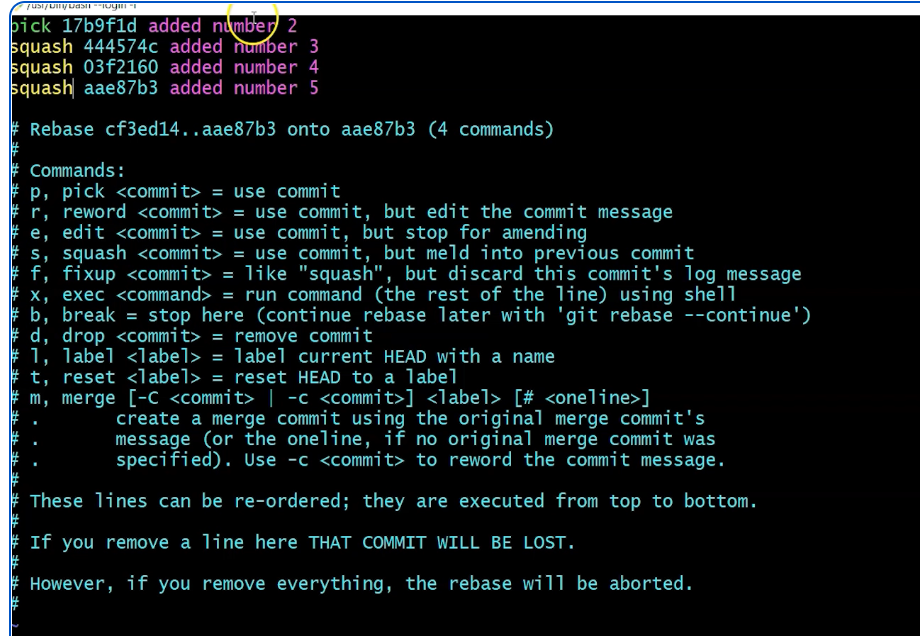 /usr/bin/bash --login -i
pick 17b9f1d added number 2
squash 444574c added number 3
squash 03f2160 added number 4
squash aae87b3 added number 5
# Rebase cf3ed14..aae87b3 onto aae87b3 (4 commands)
#
# Commands:
# p, pick <commit> = use commit
# r, reword <commit> = use commit, but edit the commit message
# e, edit <commit> = use commit, but stop for amending
# s, squash <commit> = use commit, but meld into previous commit
# f, fixup <commit> = like "squash", but discard this commit's log message
# x, exec <command> = run command (the rest of the line) using shell
# b, break = stop here (continue rebase later with 'git rebase --continue')
# d, drop <commit> = remove commit
# l, label <label> = label current HEAD with a name
# t, reset <label> = reset HEAD to a label
# m, merge [-C <commit> | -c <commit>] <label> [# <oneline>]
# . create a merge commit using the original merge commit's
# . message (or the oneline, if no original merge commit was
# . specified). Use -c <commit> to reword the commit message.
#
# These lines can be re-ordered; they are executed from top to bottom.
#
# If you remove a line here THAT COMMIT WILL BE LOST.
#
# However, if you remove everything, the rebase will be aborted.
#
~